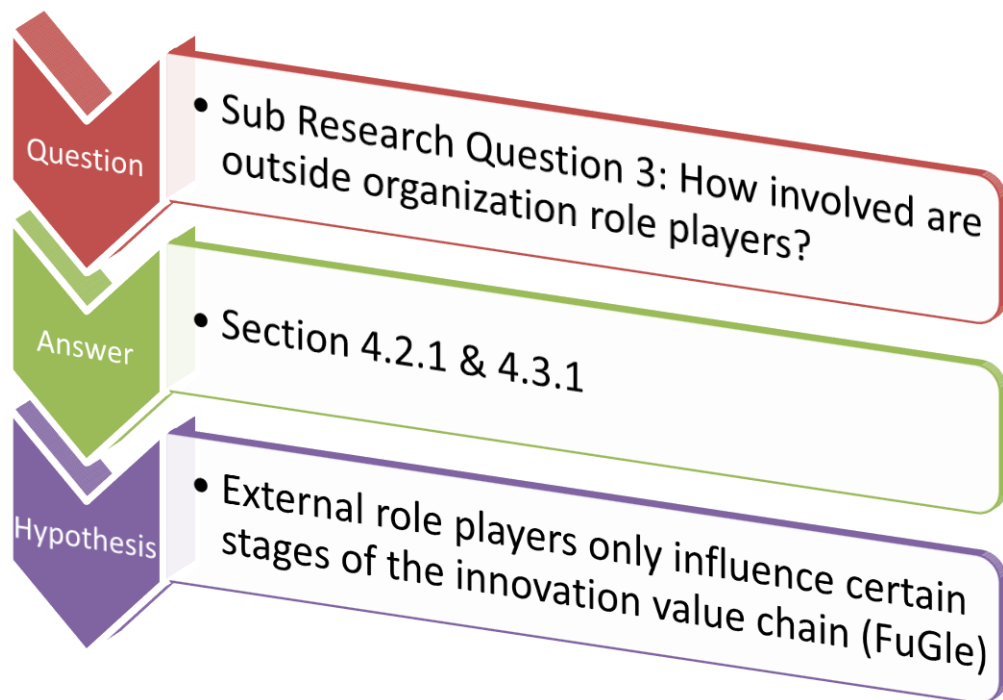 Question
• Sub Research Question 3: How involved are
outside organization role players?
Answer
• Section 4.2.1 & 4.3.1
Hypothesis
• External role players only influence certain
stages of the innovation value chain (FuGle)